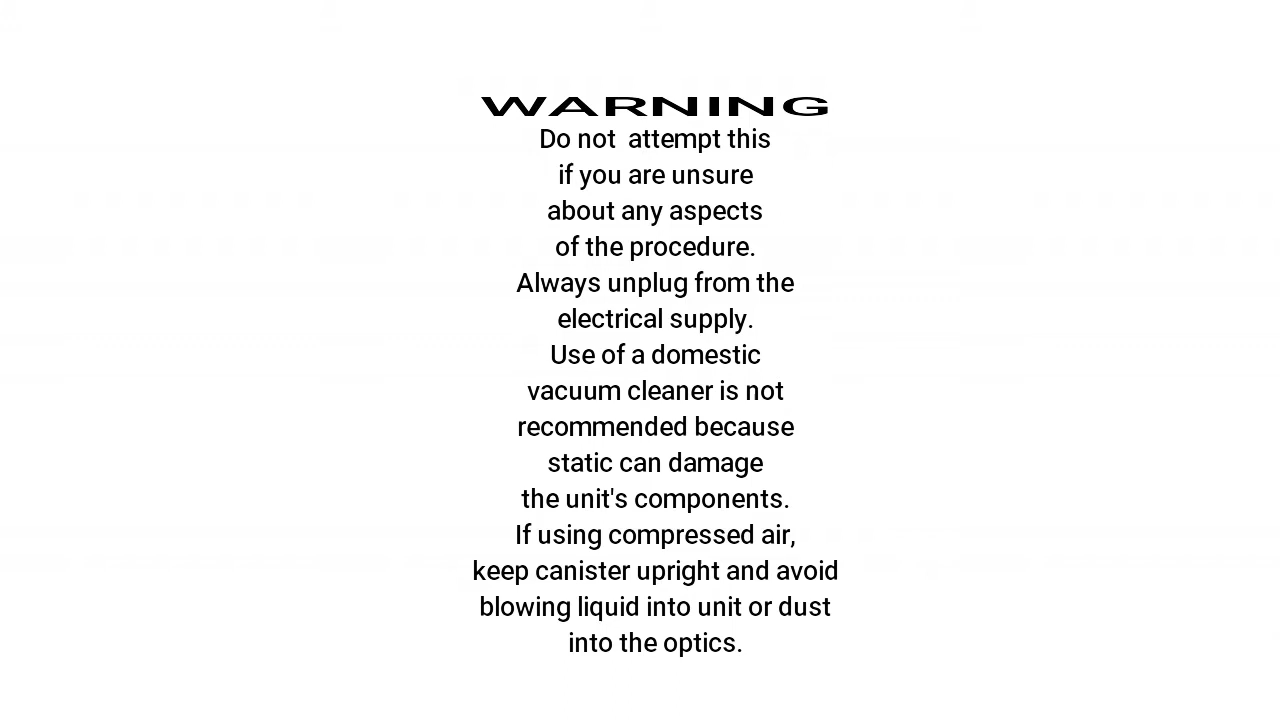 WARNING
Do not  attempt this
if you are unsure
about any aspects
of the procedure.
Always unplug from the
electrical supply.
Use of a domestic
vacuum cleaner is not
recommended because
static can damage
the unit's components.
If using compressed air,
keep canister upright and avoid
blowing liquid into unit or dust
into the optics.